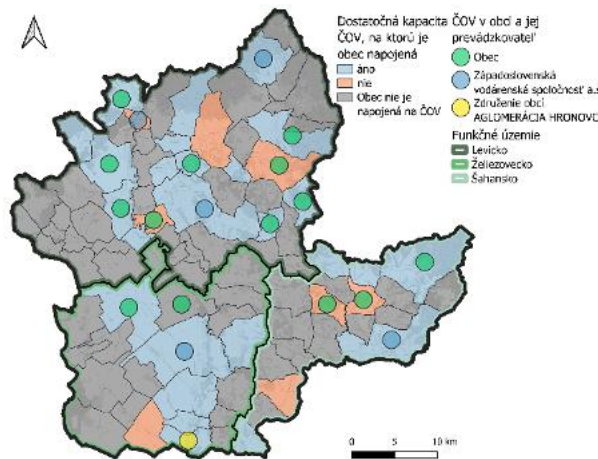 Dostatočná kapacita
ČOV, na ktorú je
obec napojená
áno
nie
Obec nie je
napojená na ČOV
ČOV v obci a jej
prevádzkovateľ
Obec
Západoslovenská
vodárenská spoločnosť a.s
Združenie obcí
AGLOMERÁCIA HRONOVCE
Funkčné územie
Levicko
Želiezovecko
Šahansko
0 5 10 km